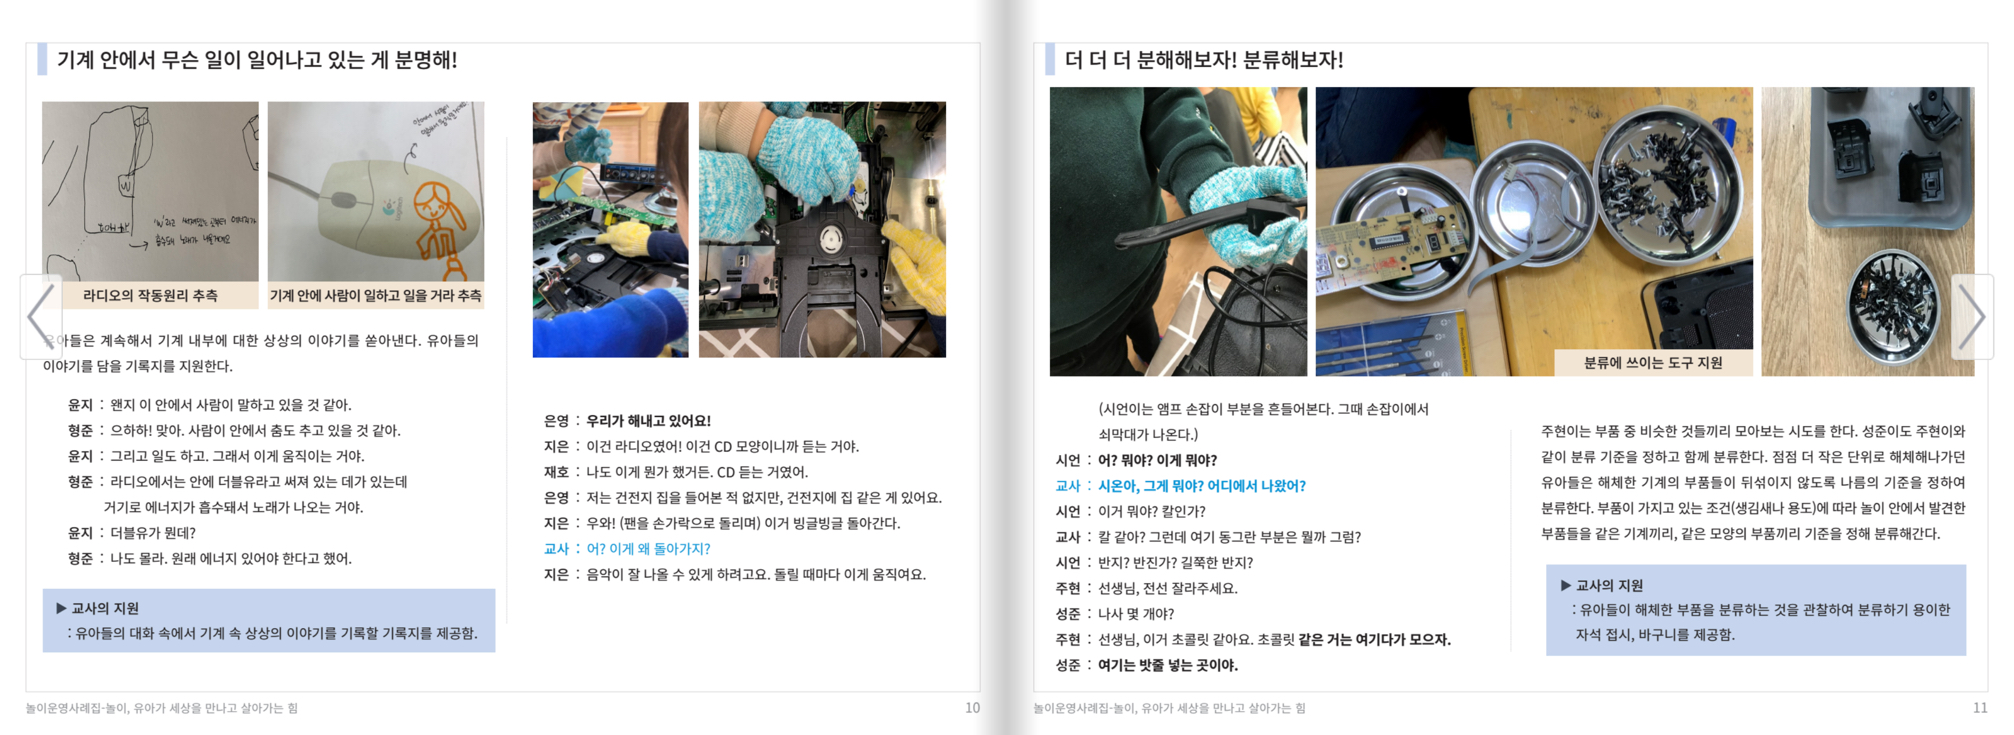 기계 안에서 무슨 일이 일어나고 있는 게 분명해!
라디오의 작동원리 추측
기계 안에 사람이 일하고 일을 거라 추측
유아들은 계속해서 기계 내부에 대한 상상의 이야기를 쏟아낸다. 유아들의
이야기를 담을 기록지를 지원한다.
윤지 : 왠지 이 안에서 사람이 말하고 있을 것 같아.
형준 : 으하하! 맞아. 사람이 안에서 춤도 추고 있을 것 같아.
윤지 : 그리고 일도 하고. 그래서 이게 움직이는 거야.
형준 : 라디오에서는 안에 더블유라고 써져 있는 데가 있는데
거기로 에너지가 흡수돼서 노래가 나오는 거야.
윤지 : 더블유가 뭔데?
형준 : 나도 몰라. 원래 에너지 있어야 한다고 했어.
▶ 교사의 지원
: 유아들의 대화 속에서 기계 속 상상의 이야기를 기록할 기록지를 제공함.
은영 : 우리가 해내고 있어요!
지은 : 이건 라디오였어! 이건 CD 모양이니까 듣는 거야.
재호 : 나도 이게 뭔가 했거든. CD 듣는 거였어.
은영 : 저는 건전지 집을 들어본 적 없지만, 건전지에 집 같은 게 있어요.
지은 : 우와! (팬을 손가락으로 돌리며) 이거 빙글빙글 돌아간다.
교사 : 어? 이게 왜 돌아가지?
지은 : 음악이 잘 나올 수 있게 하려고요. 돌릴 때마다 이게 움직여요.
놀이운영사례집-놀이, 유아가 세상을 만나고 살아가는 힘
10
더 더 더 분해해보자! 분류해보자!
분류에 쓰이는 도구 지원
(시언이는 앰프 손잡이 부분을 흔들어본다. 그때 손잡이에서
쇠막대가 나온다.)
시언 : 어? 뭐야? 이게 뭐야?
교사 : 시온아, 그게 뭐야? 어디에서 나왔어?
시언 : 이거 뭐야? 칼인가?
교사 : 칼 같아? 그런데 여기 동그란 부분은 뭘까 그럼?
시언 : 반지? 반진가? 길쭉한 반지?
주현 : 선생님, 전선 잘라주세요.
성준 : 나사 몇 개야?
주현 : 선생님, 이거 초콜릿 같아요. 초콜릿 같은 거는 여기다가 모으자.
성준 : 여기는 밧줄 넣는 곳이야.
주현이는 부품 중 비슷한 것들끼리 모아보는 시도를 한다. 성준이도 주현이와
같이 분류 기준을 정하고 함께 분류한다. 점점 더 작은 단위로 해체해나가던
유아들은 해체한 기계의 부품들이 뒤섞이지 않도록 나름의 기준을 정하여
분류한다. 부품이 가지고 있는 조건(생김새나 용도)에 따라 놀이 안에서 발견한
부품들을 같은 기계끼리, 같은 모양의 부품끼리 기준을 정해 분류해간다.
▶ 교사의 지원
: 유아들이 해체한 부품을 분류하는 것을 관찰하여 분류하기 용이한
자석 접시, 바구니를 제공함.
놀이운영사례집-놀이, 유아가 세상을 만나고 살아가는 힘
11